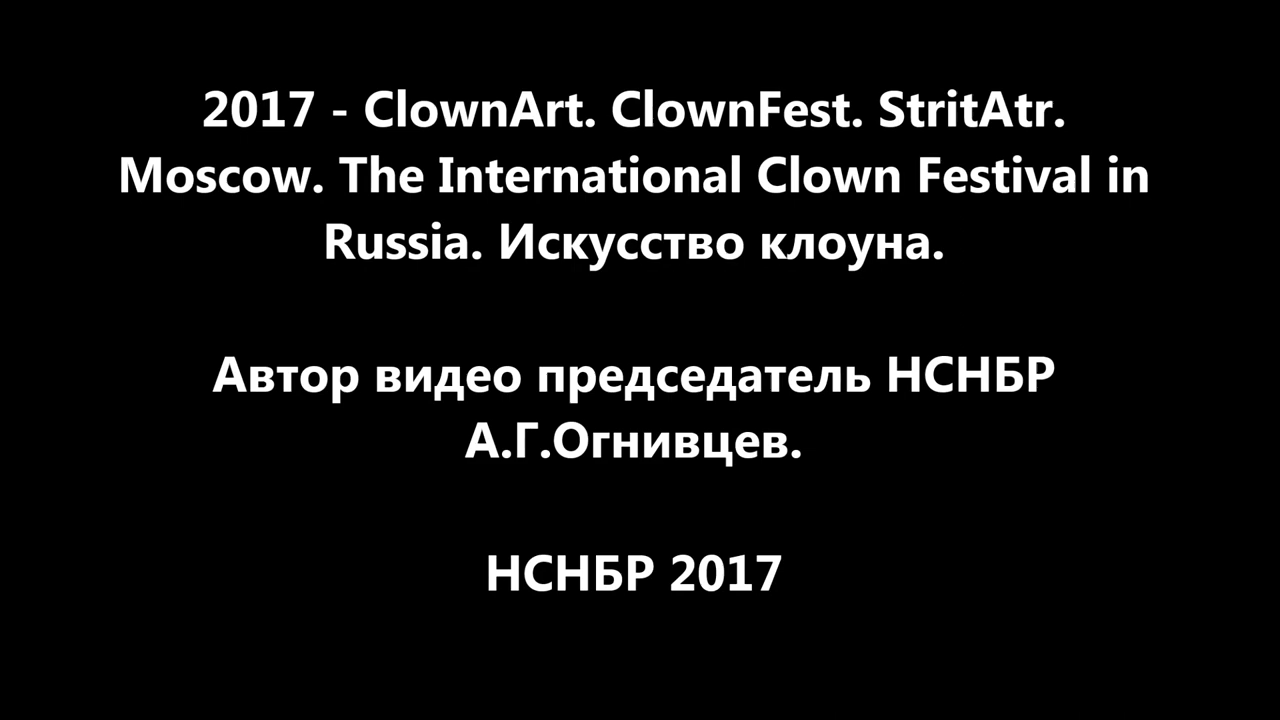 2017 - ClownArt. ClownFest. StritAtr.
Moscow. The International Clown Festival in
Russia. Искусство клоуна.
Автор видео председатель НСНБР
А.Г.Огнивцев.
НСНБР 2017